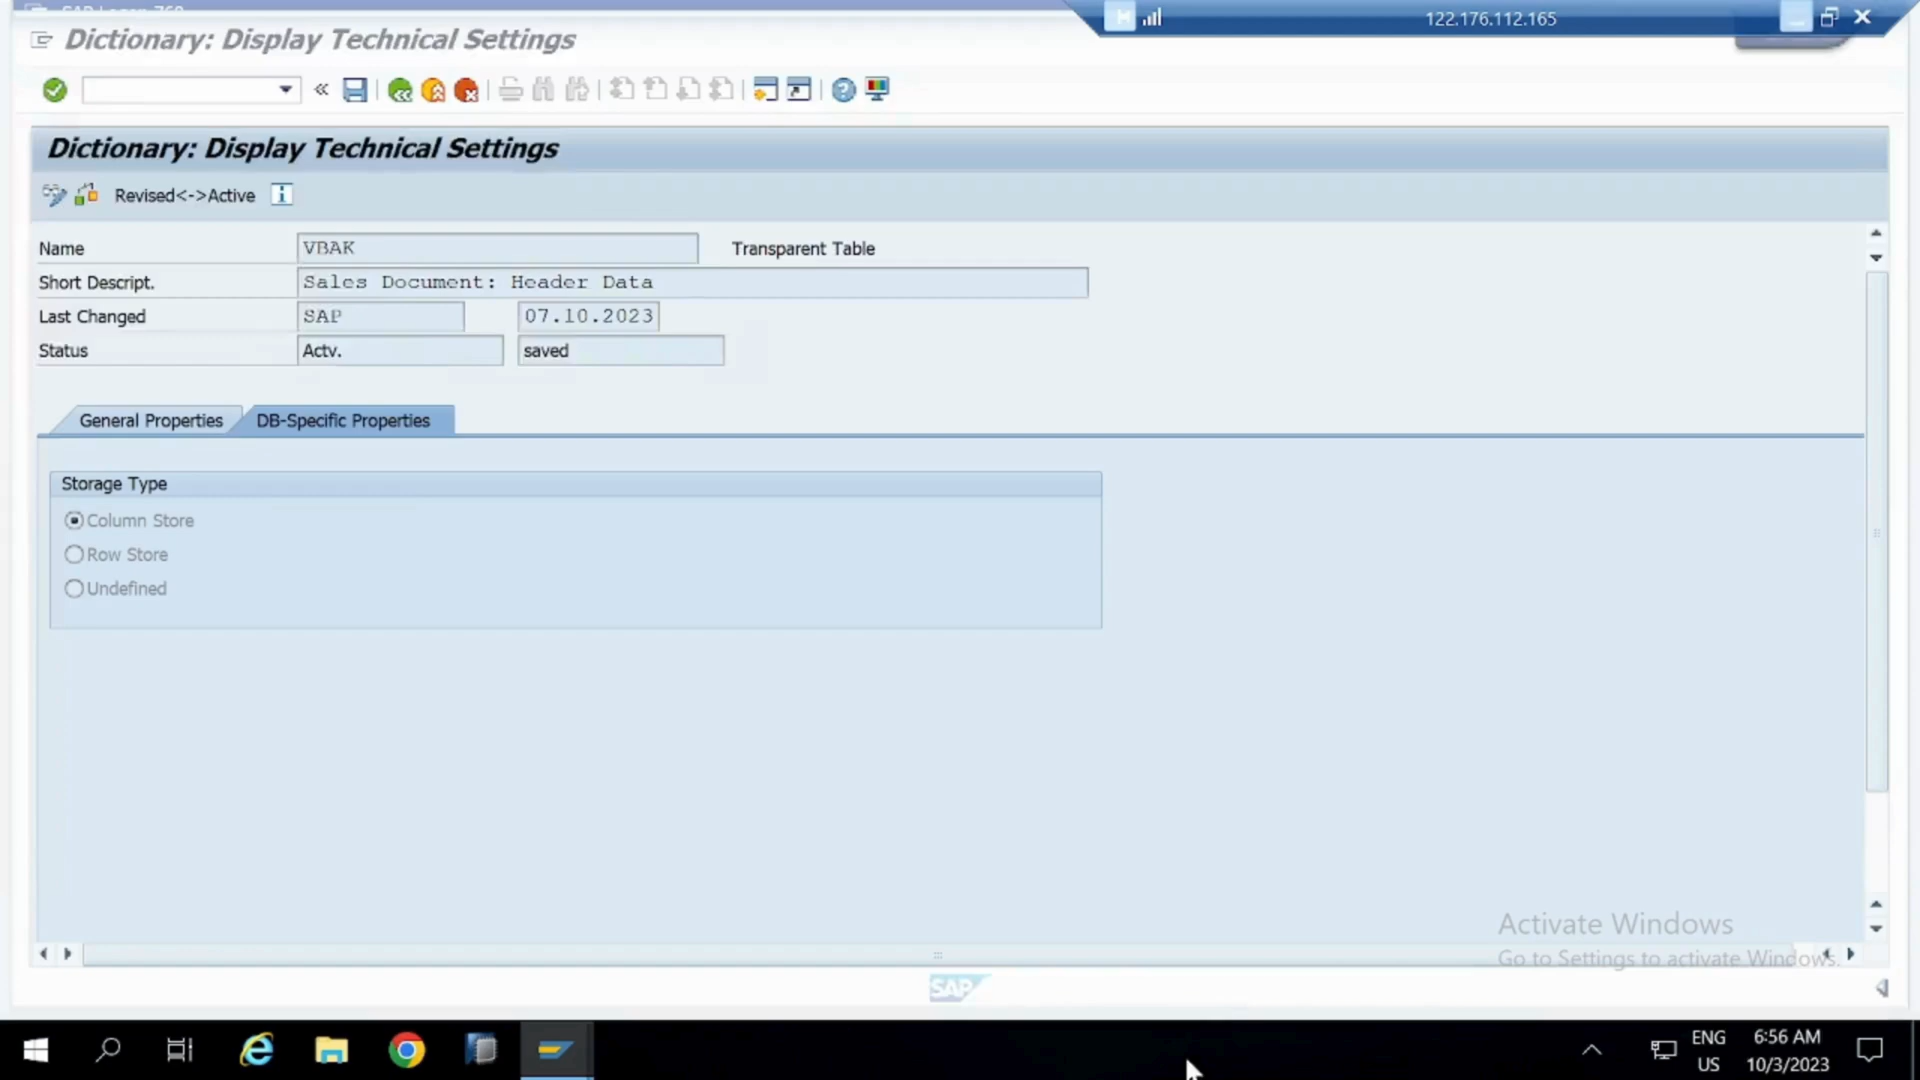 Dictionary: Display Technical Settings
122.176.112.165
Dictionary: Display Technical Settings
Revised<->Active
Name VBAK Transparent Table
Short Descript. Sales Document: Header Data
Last Changed SAP 07.10.2023
Status Actv. saved
General Properties DB-Specific Properties
Storage Type
Column Store
Row Store
Undefined
Activate Windows
Go to Settings to activate Windows.
SAP
ENG 6:56 AM
US 10/3/2023